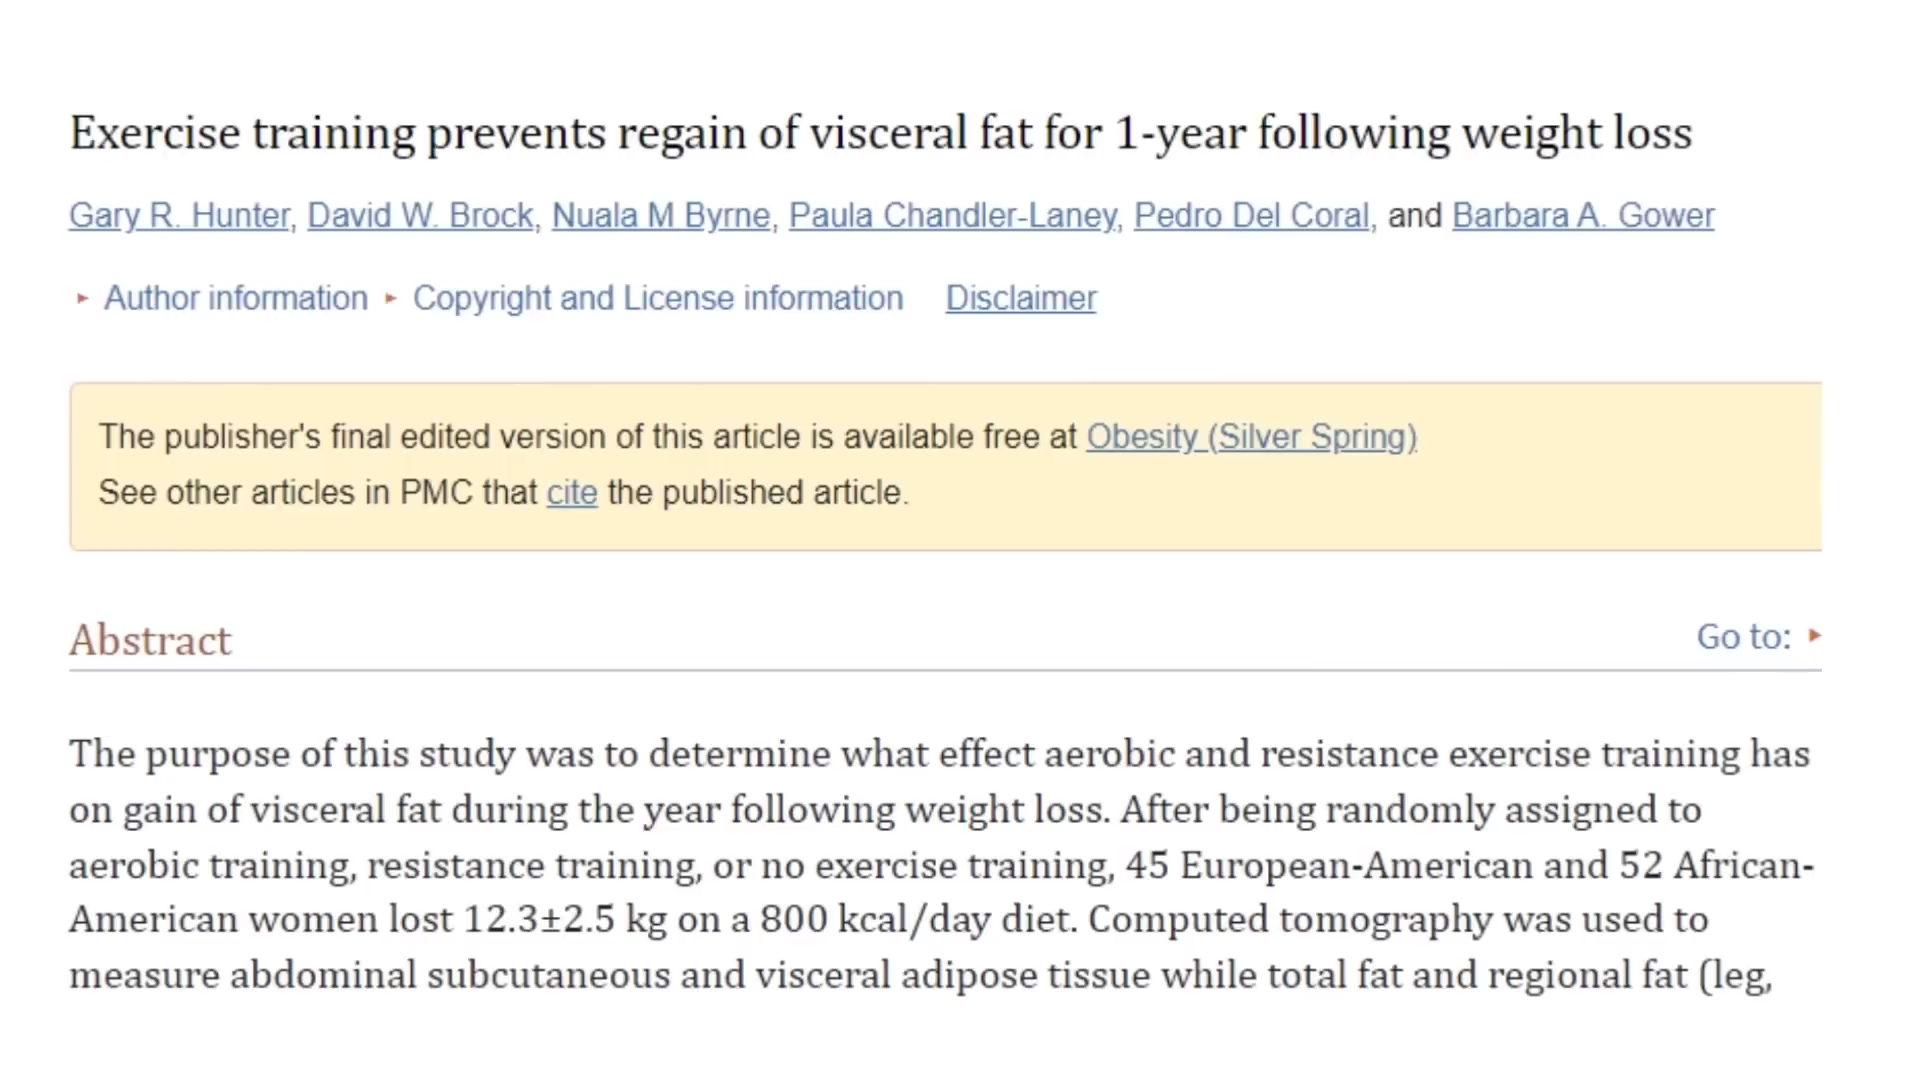 Exercise training prevents regain of visceral fat for 1-year following weight loss
Gary R. Hunter, David W. Brock, Nuala M Byrne, Paula Chandler-Laney, Pedro Del Coral, and Barbara A. Gower
▸ Author information ▸ Copyright and License information Disclaimer
The publisher's final edited version of this article is available free at Obesity (Silver Spring)
See other articles in PMC that cite the published article.
Abstract Go to: ▸
The purpose of this study was to determine what effect aerobic and resistance exercise training has
on gain of visceral fat during the year following weight loss. After being randomly assigned to
aerobic training, resistance training, or no exercise training, 45 European-American and 52 African-
American women lost 12.3±2.5 kg on a 800 kcal/day diet. Computed tomography was used to
measure abdominal subcutaneous and visceral adipose tissue while total fat and regional fat (leg,